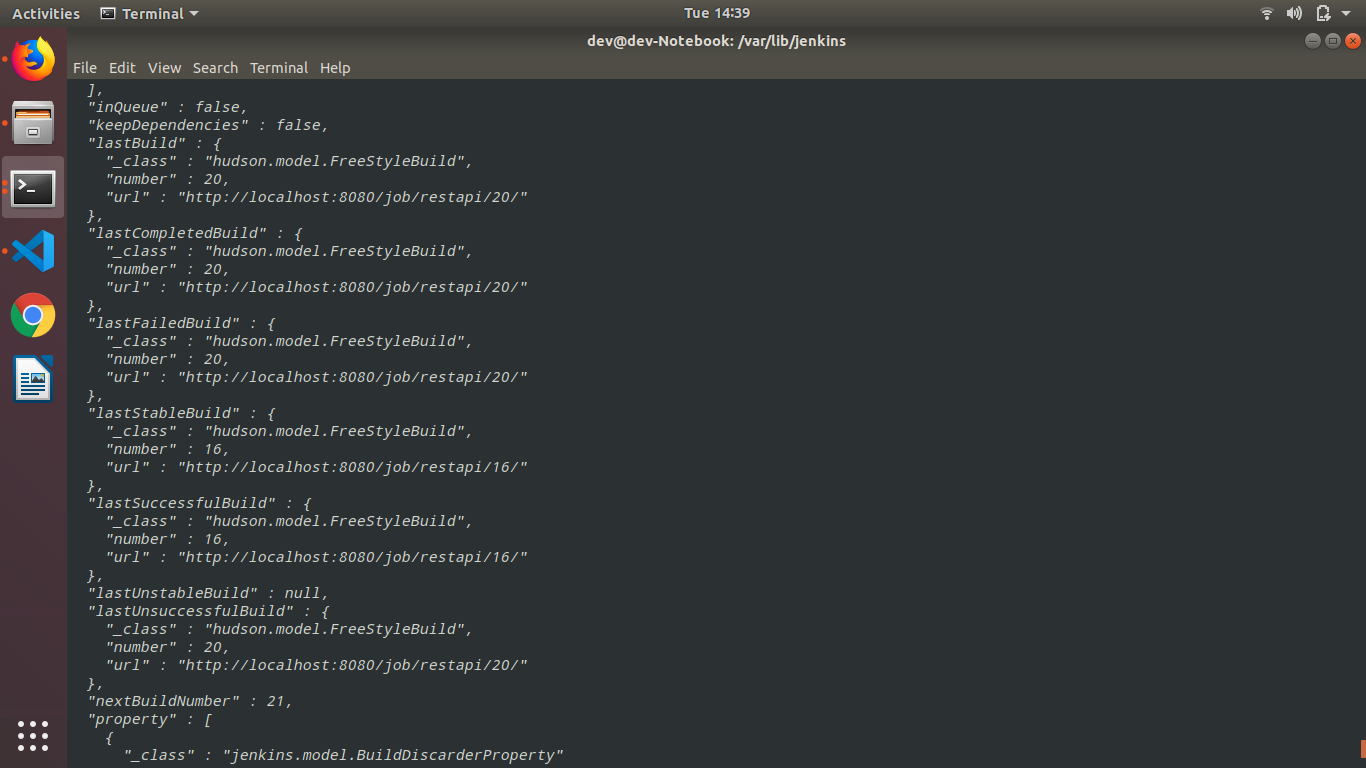 Activities Terminal Tue 14:39
dev@dev-Notebook: /var/lib/jenkins
File Edit View Search Terminal Help
],
"inQueue" : false,
"keepDependencies" : false,
"lastBuild" : {
"_class" : "hudson.model.FreeStyleBuild",
"number" : 20,
"url" : "http://localhost:8080/job/restapi/20/"
},
"lastCompletedBuild" : {
"_class" : "hudson.model.FreeStyleBuild",
"number" : 20,
"url" : "http://localhost:8080/job/restapi/20/"
},
"lastFailedBuild" : {
"_class" : "hudson.model.FreeStyleBuild",
"number" : 20,
"url" : "http://localhost:8080/job/restapi/20/"
},
"lastStableBuild" : {
"_class" : "hudson.model.FreeStyleBuild",
"number" : 16,
"url" : "http://localhost:8080/job/restapi/16/"
},
"lastSuccessfulBuild" : {
"_class" : "hudson.model.FreeStyleBuild",
"number" : 16,
"url" : "http://localhost:8080/job/restapi/16/"
},
"lastUnstableBuild" : null,
"lastUnsuccessfulBuild" : {
"_class" : "hudson.model.FreeStyleBuild",
"number" : 20,
"url" : "http://localhost:8080/job/restapi/20/"
},
"nextBuildNumber" : 21,
"property" : [
{
"_class" : "jenkins.model.BuildDiscarderProperty"